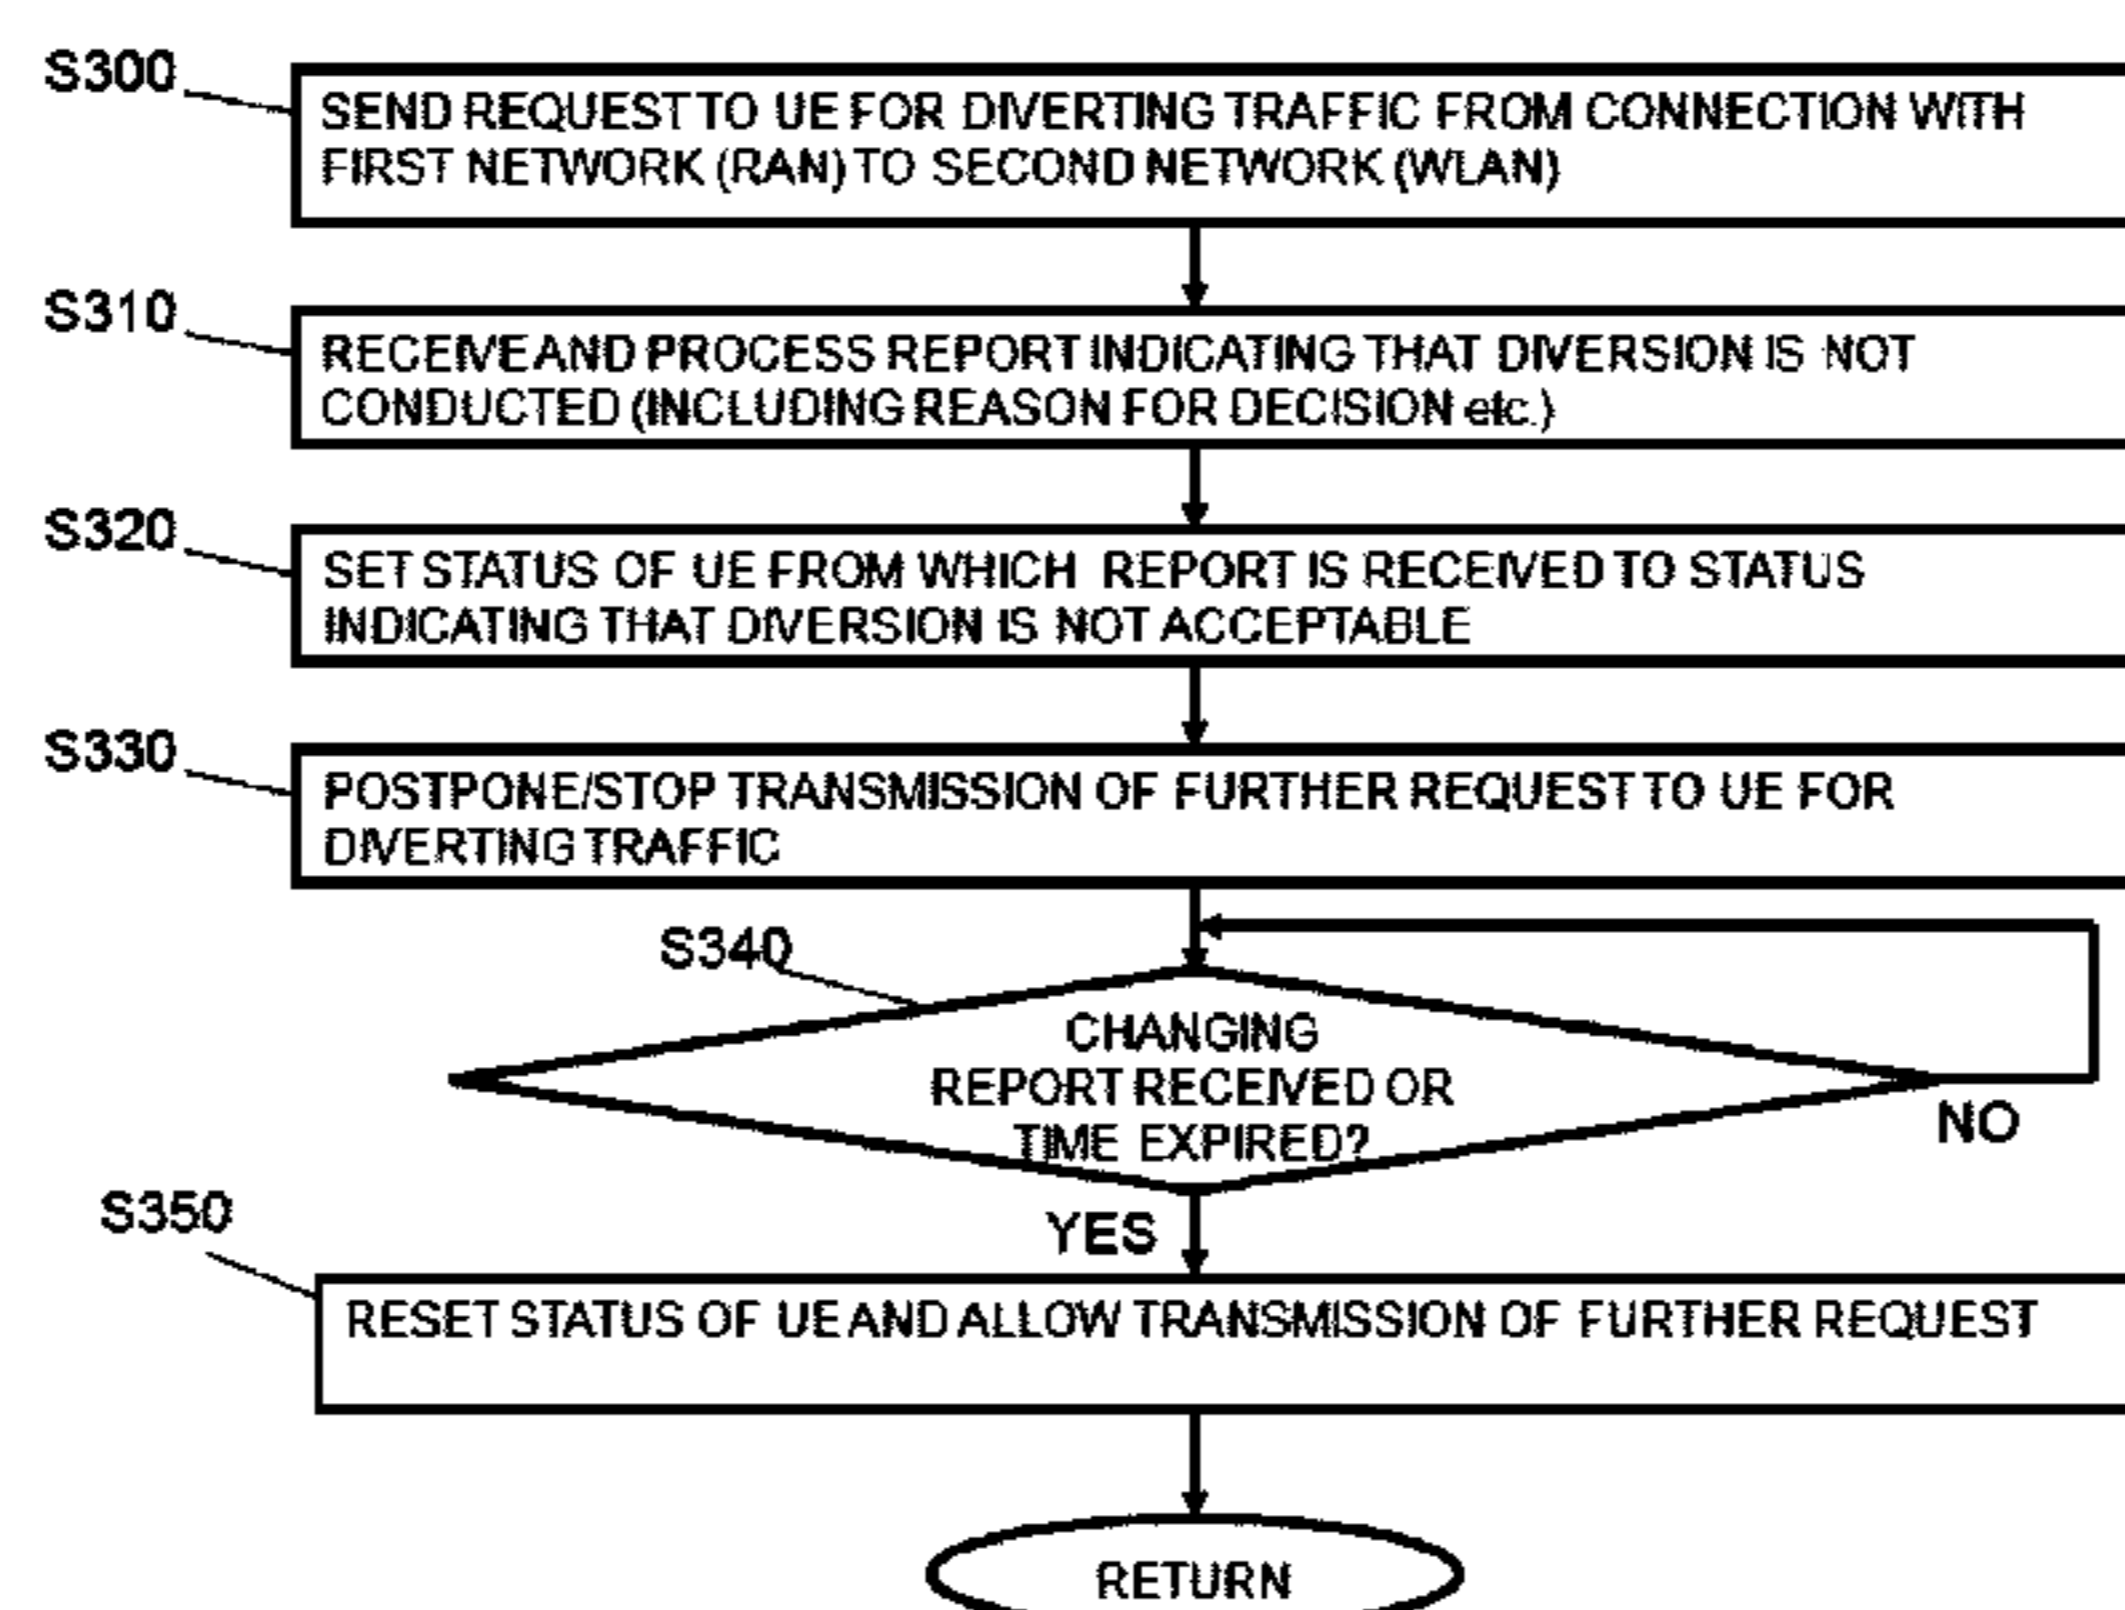 S300
SEND REQUEST TO UE FOR DIVERTING TRAFFIC FROM CONNECTION WITH
FIRST NETWORK (RAN) TO SECOND NETWORK (WLAN)
S310
RECEIVE AND PROCESS REPORT INDICATING THAT DIVERSION IS NOT
CONDUCTED (INCLUDING REASON FOR DECISION etc.)
S320
SET STATUS OF UE FROM WHICH REPORT IS RECEIVED TO STATUS
INDICATING THAT DIVERSION IS NOT ACCEPTABLE
S330
POSTPONE/STOP TRANSMISSION OF FURTHER REQUEST TO UE FOR
DIVERTING TRAFFIC
S340
CHANGING
REPORT RECEIVED OR
TIME EXPIRED?
NO
YES
S350
RESET STATUS OF UE AND ALLOW TRANSMISSION OF FURTHER REQUEST
RETURN